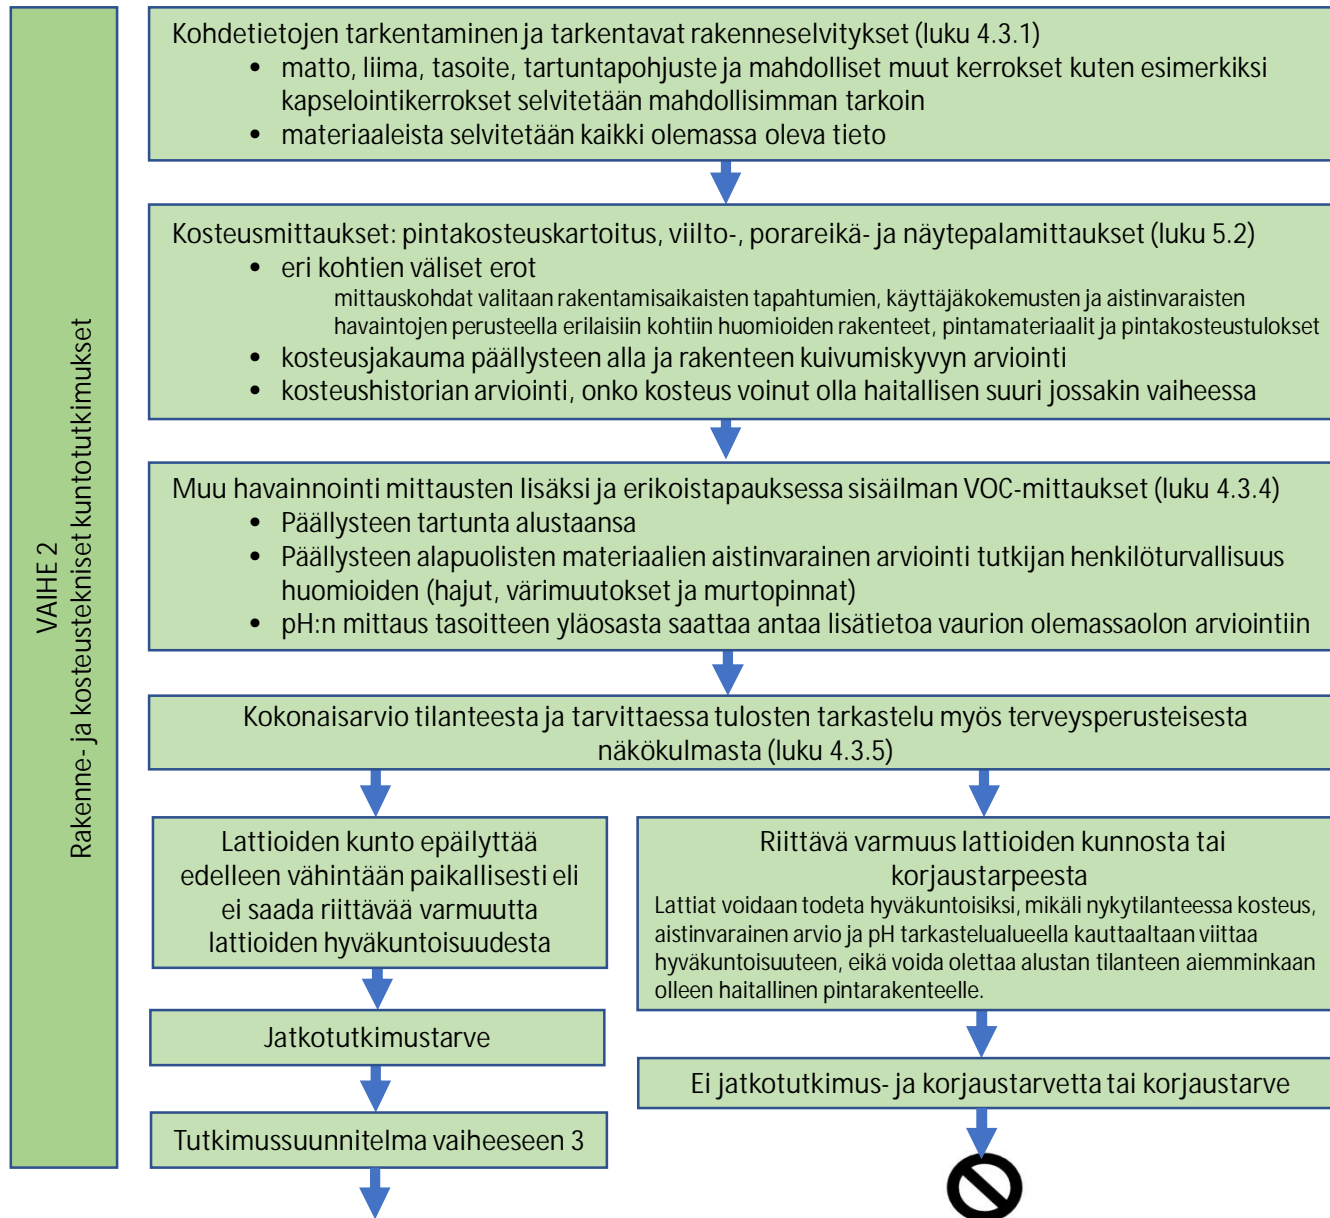 VAIHE 2
Rakenne- ja kosteustekniset kuntotutkimukset
Kohdetietojen tarkentaminen ja tarkentavat rakenneselvitykset (luku 4.3.1)
• matto, liima, tasoite, tartuntapohjuste ja mahdolliset muut kerrokset kuten esimerkiksi
kapselointikerrokset selvitetään mahdollisimman tarkoin
• materiaaleista selvitetään kaikki olemassa oleva tieto
Kosteusmittaukset: pintakosteuskartoitus, viilto-, porareikä- ja näytepalamittaukset (luku 5.2)
• eri kohtien väliset erot
mittauskohdat valitaan rakentamisaikaisten tapahtumien, käyttäjäkokemusten ja aistinvaraisten
havaintojen perusteella erilaisiin kohtiin huomioiden rakenteet, pintamateriaalit ja pintakosteustulokset
• kosteusjakauma päällysteen alla ja rakenteen kuivumiskyvyn arviointi
• kosteushistorian arviointi, onko kosteus voinut olla haitallisen suuri jossakin vaiheessa
Muu havainnointi mittausten lisäksi ja erikoistapauksessa sisäilman VOC-mittaukset (luku 4.3.4)
• Päällysteen tartunta alustaansa
• Päällysteen alapuolisten materiaalien aistinvarainen arviointi tutkijan henkilöturvallisuus
huomioiden (hajut, värimuutokset ja murtopinnat)
• pH:n mittaus tasoitteen yläosasta saattaa antaa lisätietoa vaurion olemassaolon arviointiin
Kokonaisarvio tilanteesta ja tarvittaessa tulosten tarkastelu myös terveysperusteisesta
näkökulmasta (luku 4.3.5)
Lattioiden kunto epäilyttää
edelleen vähintään paikallisesti eli
ei saada riittävää varmuutta
lattioiden hyväkuntoisuudesta
Jatkotutkimustarve
Tutkimussuunnitelma vaiheeseen 3
Riittävä varmuus lattioiden kunnosta tai
korjaustarpeesta
Lattiat voidaan todeta hyväkuntoisiksi, mikäli nykytilanteessa kosteus,
aistinvarainen arvio ja pH tarkastelualueella kauttaaltaan viittaa
hyväkuntoisuuteen, eikä voida olettaa alustan tilanteen aiemminkaan
olleen haitallinen pintarakenteelle.
Ei jatkotutkimus- ja korjaustarvetta tai korjaustarve